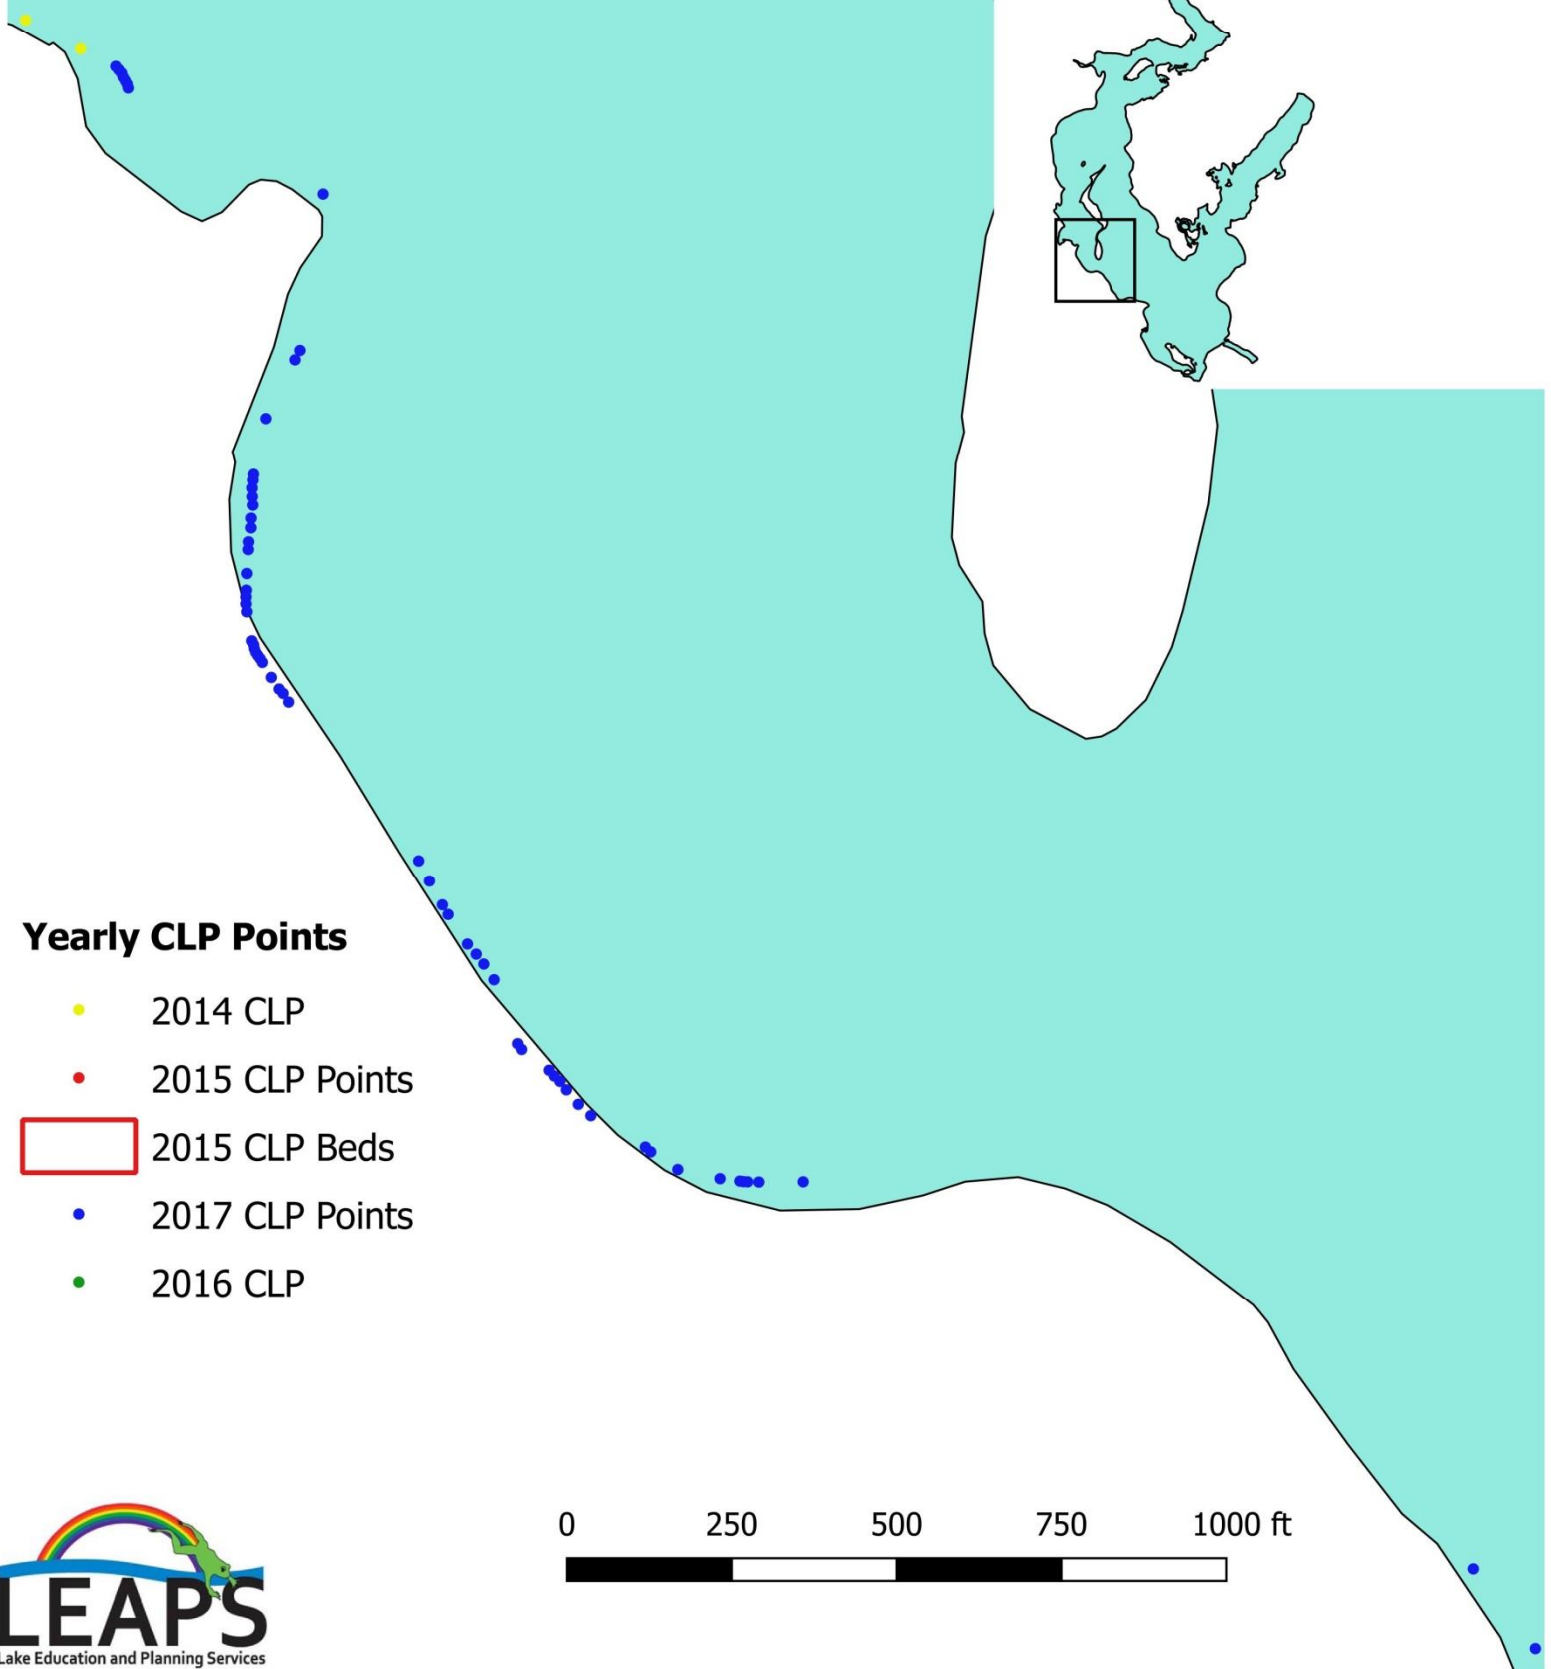 Yearly CLP Points
2014 CLP
2015 CLP Points
2015 CLP Beds
2017 CLP Points
2016 CLP
0 250 500 750 1000 ft
LEAPS
Lake Education and Planning Services